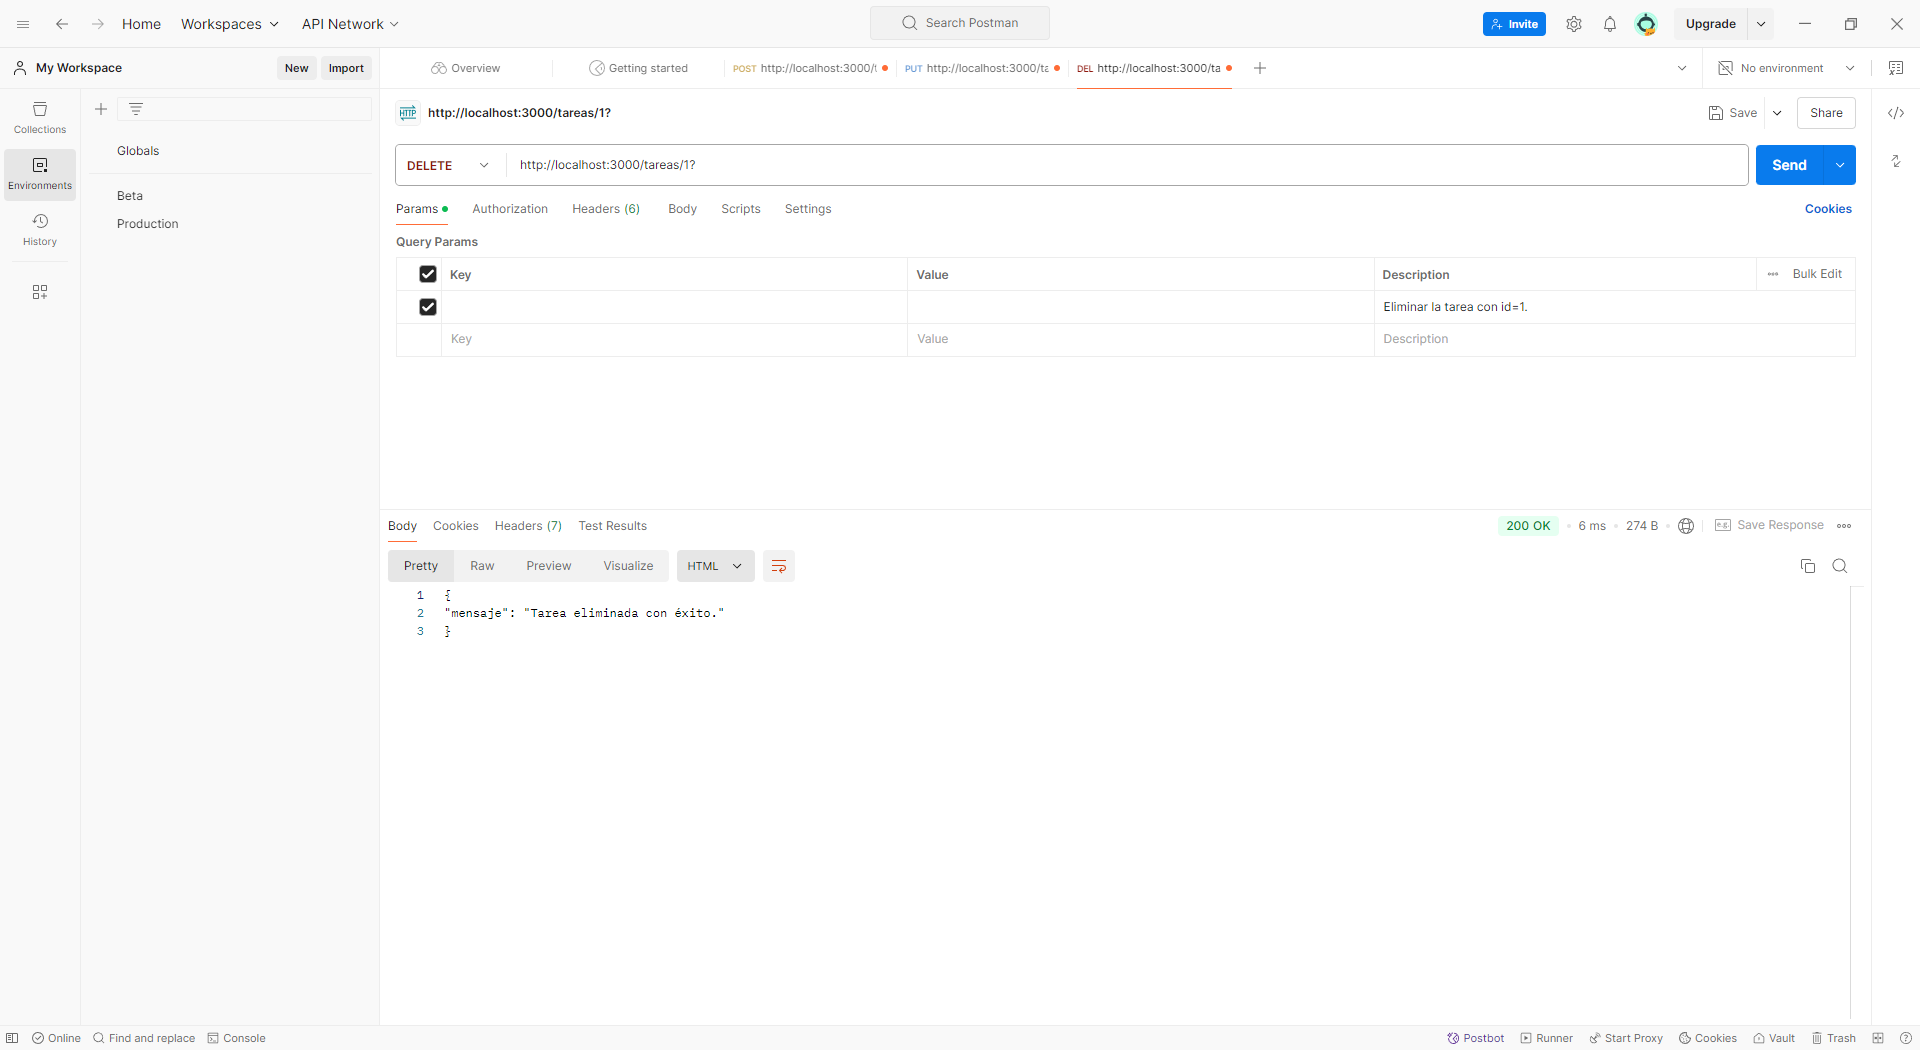 Home Workspaces API Network Search Postman Invite Upgrade
My Workspace New Import Overview Getting started POST http://localhost:3000/t PUT http://localhost:3000/ta DEL http://localhost:3000/ta No environment
HTTP http://localhost:3000/tareas/1? Save Share
Collections
Globals
DELETE http://localhost:3000/tareas/1? Send
Environments
Beta
Params Authorization Headers (6) Body Scripts Settings Cookies
Production
History
Query Params
Key Value Description Bulk Edit
Eliminar la tarea con id=1.
Key Value Description
Body Cookies Headers (7) Test Results 200 OK 6 ms 274 B e.g. Save Response
Pretty Raw Preview Visualize HTML
1 {
2 "mensaje": "Tarea eliminada con éxito."
3 }
Online Find and replace Console Postbot Runner Start Proxy Cookies Vault Trash